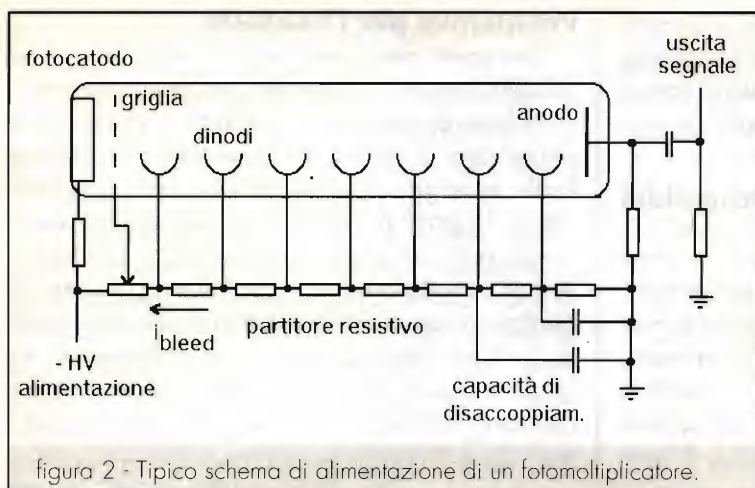 fotocatodo
griglia
dinodi
anodo
uscita
segnale
i bleed
partitore resistivo
- HV
alimentazione
capacità di
disaccoppiam.
figura 2 - Tipico schema di alimentazione di un fotomoltiplicatore.